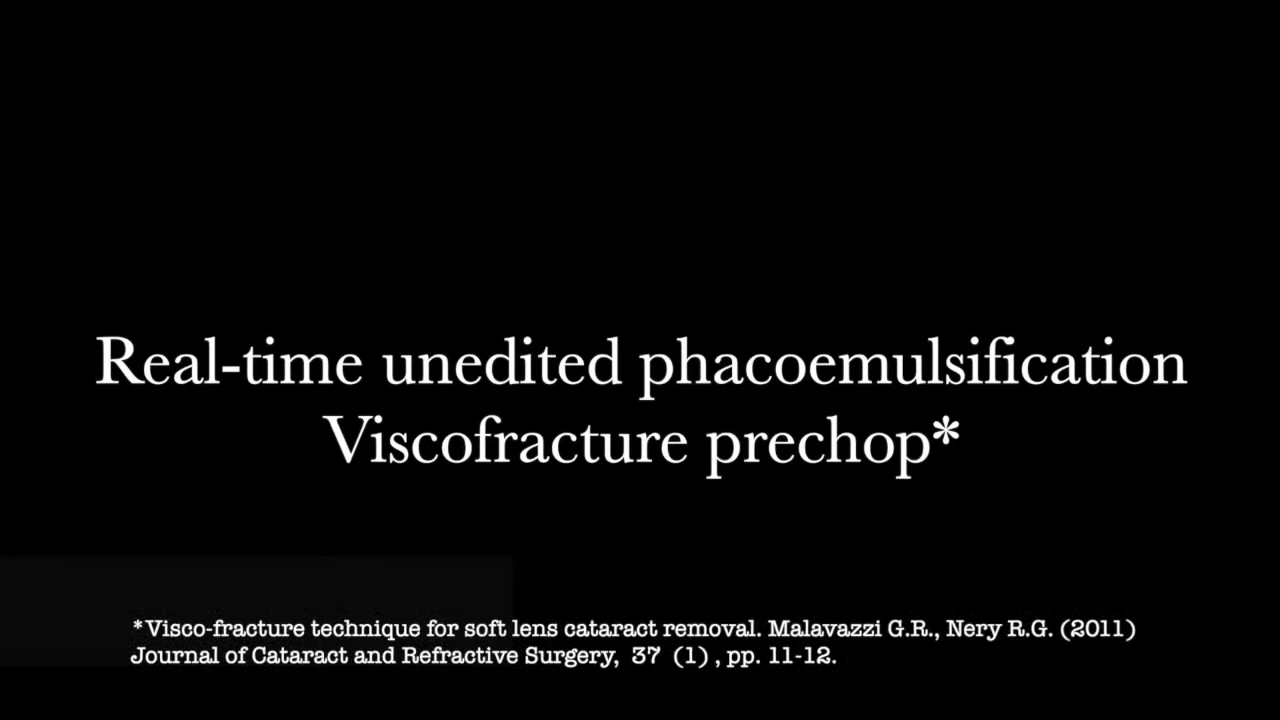 Real-time unedited phacoemulsification
Viscofracture prechop*
*Visco-fracture technique for soft lens cataract removal. Malavazzi G.R., Nery R.G. (2011)
Journal of Cataract and Refractive Surgery, 37 (1) , pp. 11-12.